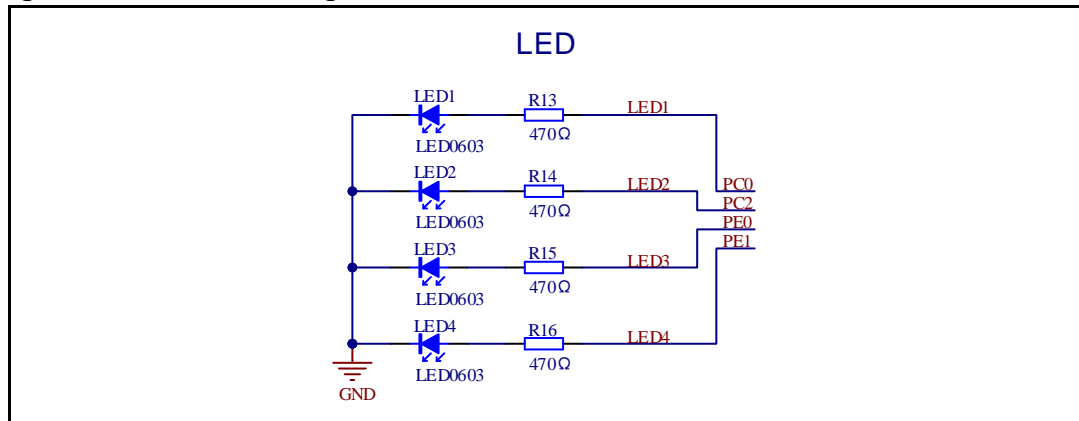 LED
LED1 R13 LED1
LED0603 470Ω
LED2 R14 LED2 PC0
LED0603 470Ω PC2
PE0
LED3 R15 LED3 PE1
LED0603 470Ω
LED4 R16 LED4
LED0603 470Ω
GND